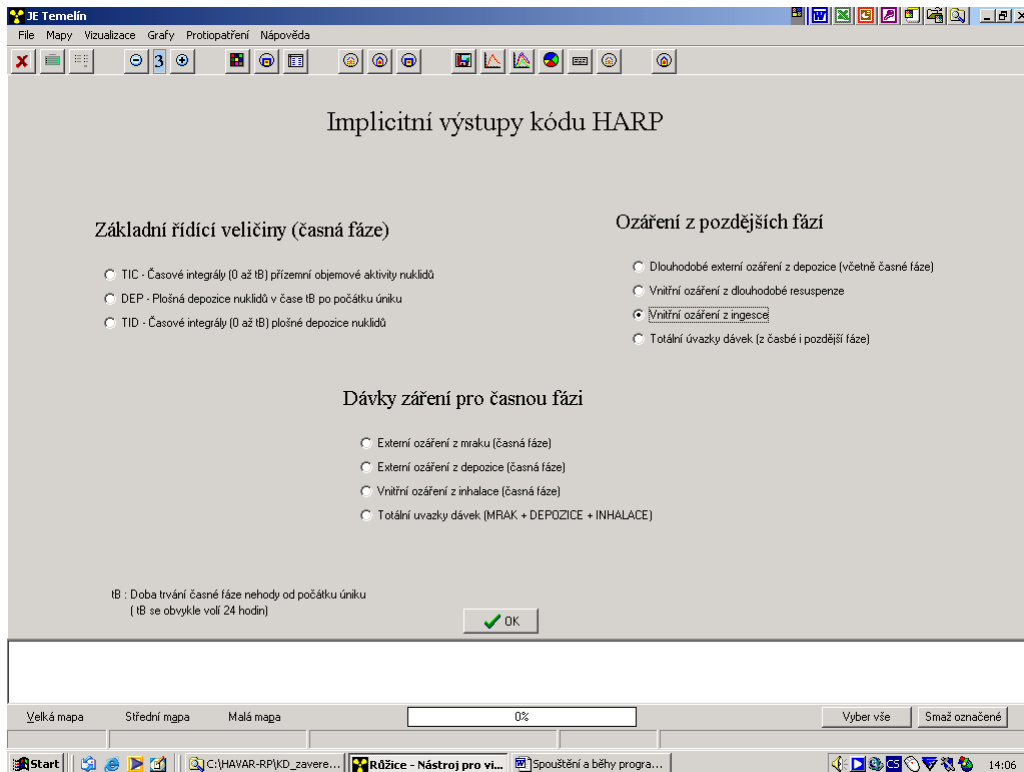 JE Temelín
File Mapy Vizualizace Grafy Protiopatření Nápověda
3
Implicitní výstupy kódu HARP
Základní řídící veličiny (časná fáze)
TIC - Časové integrály (0 až tB) přízemní objemové aktivity nuklidů
DEP - Plošná depozice nuklidů v čase tB po počátku úniku
TID - Časové integrály (0 až tB) plošné depozice nuklidů
Ozáření z pozdějších fází
Dlouhodobé externí ozáření z depozice (včetně časné fáze)
Vnitřní ozáření z dlouhodobé resuspenze
Vnitřní ozáření z ingesce
Totální úvazky dávek (z časbé i pozdější fáze)
Dávky záření pro časnou fázi
Externí ozáření z mraku (časná fáze)
Externí ozáření z depozice (časná fáze)
Vnitřní ozáření z inhalace (časná fáze)
Totální uvazky dávek (MRAK + DEPOZICE + INHALACE)
tB : Doba trvání časné fáze nehody od počátku úniku
( tB se obvykle volí 24 hodin)
OK
Velká mapa Střední mapa Malá mapa 0% Vyber vše Smaž označené
Start C:\HAVAR-RP\KD_zavere... Růžice - Nástroj pro vi... Spouštění a běhy progra... CS 14:06